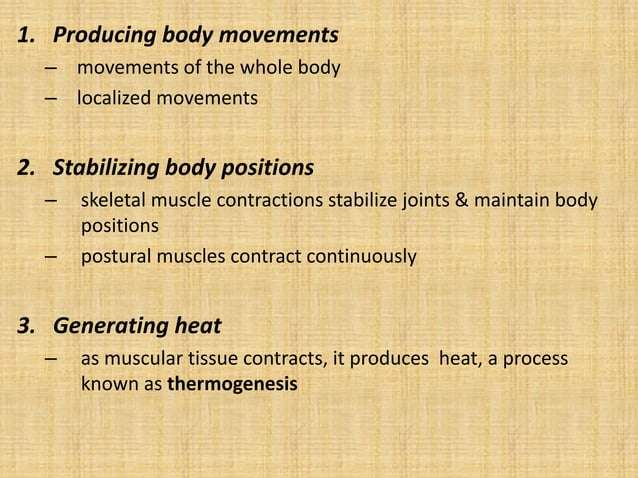 1. Producing body movements
– movements of the whole body
– localized movements
2. Stabilizing body positions
– skeletal muscle contractions stabilize joints & maintain body
positions
– postural muscles contract continuously
3. Generating heat
– as muscular tissue contracts, it produces heat, a process
known as thermogenesis